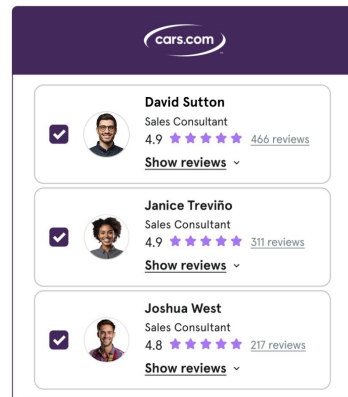 cars.com
David Sutton
Sales Consultant
4.9 466 reviews
Show reviews
Janice Treviño
Sales Consultant
4.9 311 reviews
Show reviews
Joshua West
Sales Consultant
4.8 217 reviews
Show reviews